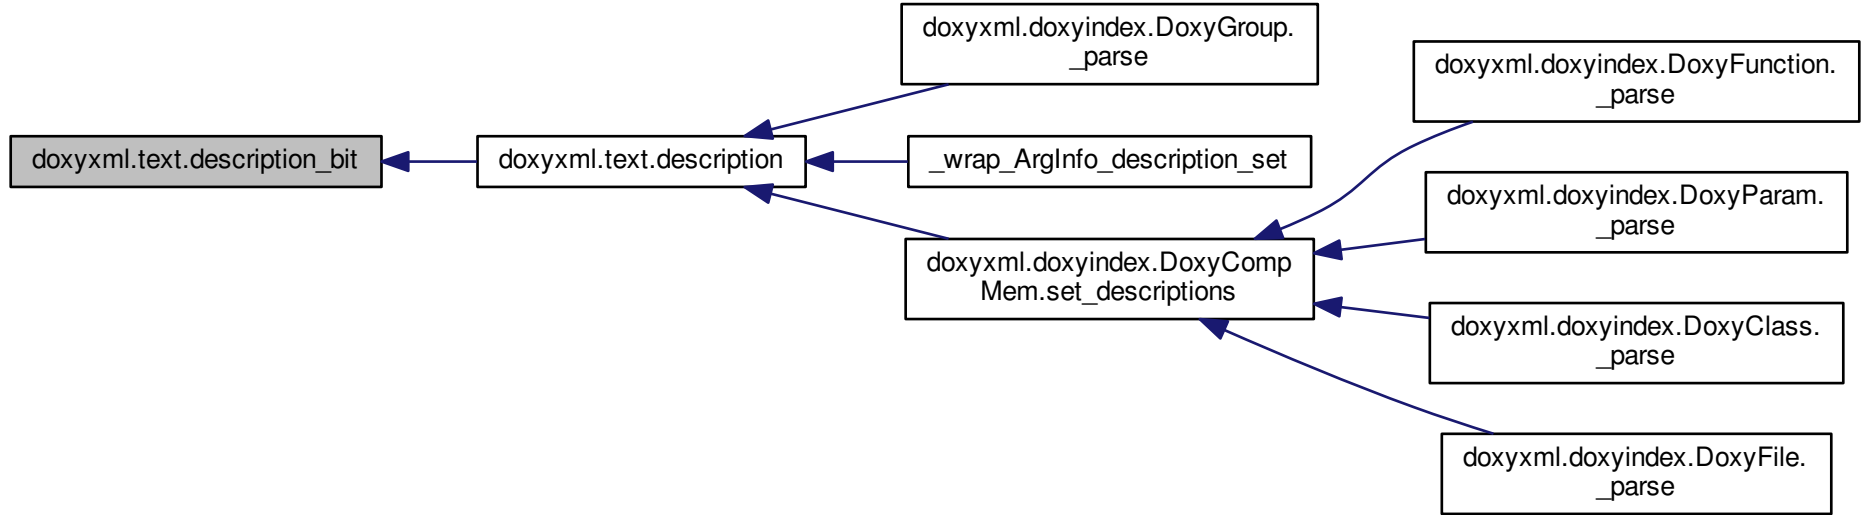 doxyxml.text.description_bit
doxyxml.text.description
doxyxml.doxyindex.DoxyGroup.
_parse
_wrap_ArgInfo_description_set
doxyxml.doxyindex.DoxyComp
Mem.set_descriptions
doxyxml.doxyindex.DoxyFunction.
_parse
doxyxml.doxyindex.DoxyParam.
_parse
doxyxml.doxyindex.DoxyClass.
_parse
doxyxml.doxyindex.DoxyFile.
_parse